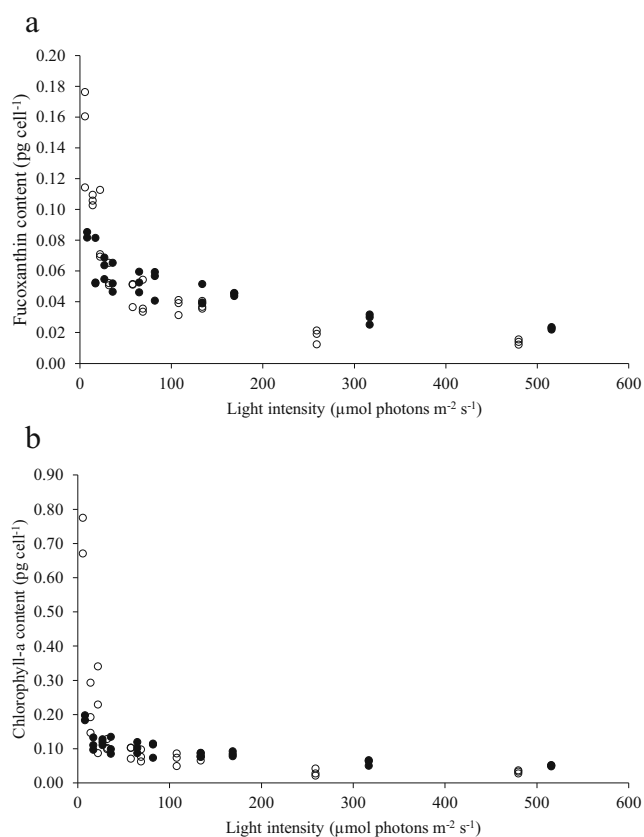 a
0.20
0.18
0.16
0.14
0.12
0.10
0.08
0.06
0.04
0.02
0.00
Fucoxanthin content (pg cell-1)
0 100 200 300 400 500 600
Light intensity (µmol photons m-2 s-1)
b
0.90
0.80
0.70
0.60
0.50
0.40
0.30
0.20
0.10
0.00
Chlorophyll-a content (pg cell-1)
0 100 200 300 400 500 600
Light intensity (µmol photons m-2 s-1)